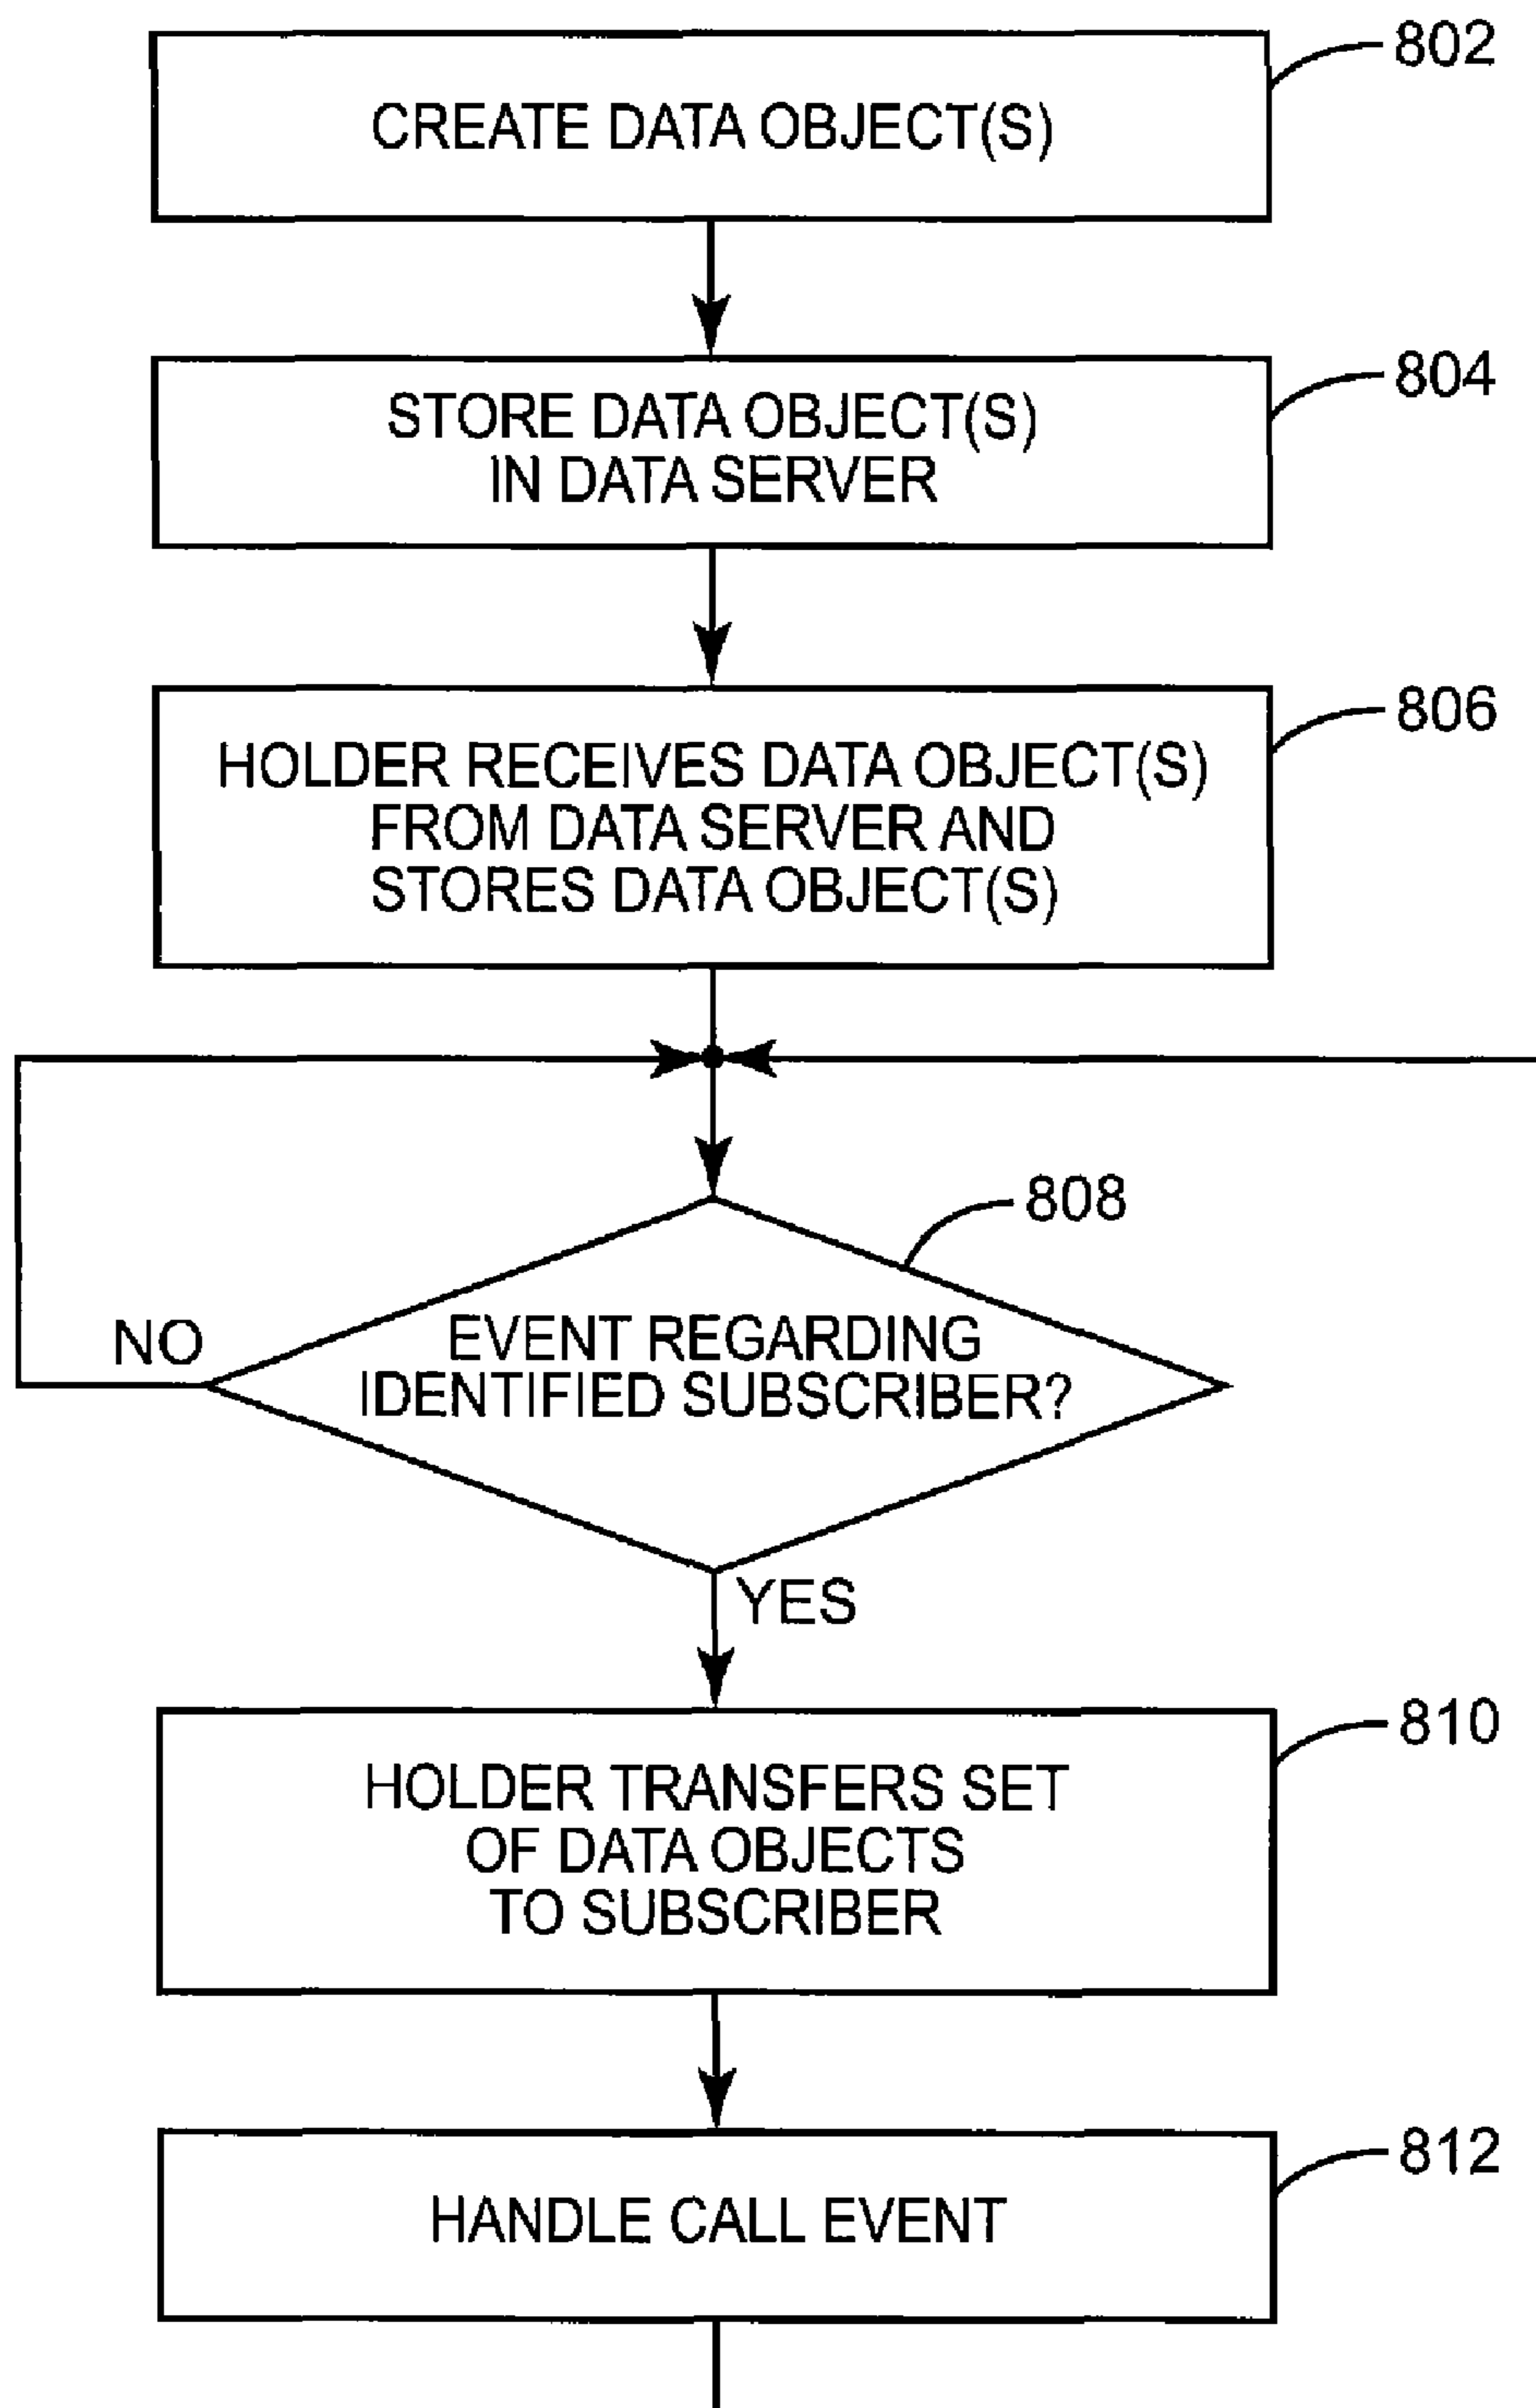 802
CREATE DATA OBJECT(S)
804
STORE DATA OBJECT(S)
IN DATA SERVER
806
HOLDER RECEIVES DATA OBJECT(S)
FROM DATA SERVER AND
STORES DATA OBJECT(S)
808
NO
EVENT REGARDING
IDENTIFIED SUBSCRIBER?
YES
810
HOLDER TRANSFERS SET
OF DATA OBJECTS
TO SUBSCRIBER
812
HANDLE CALL EVENT